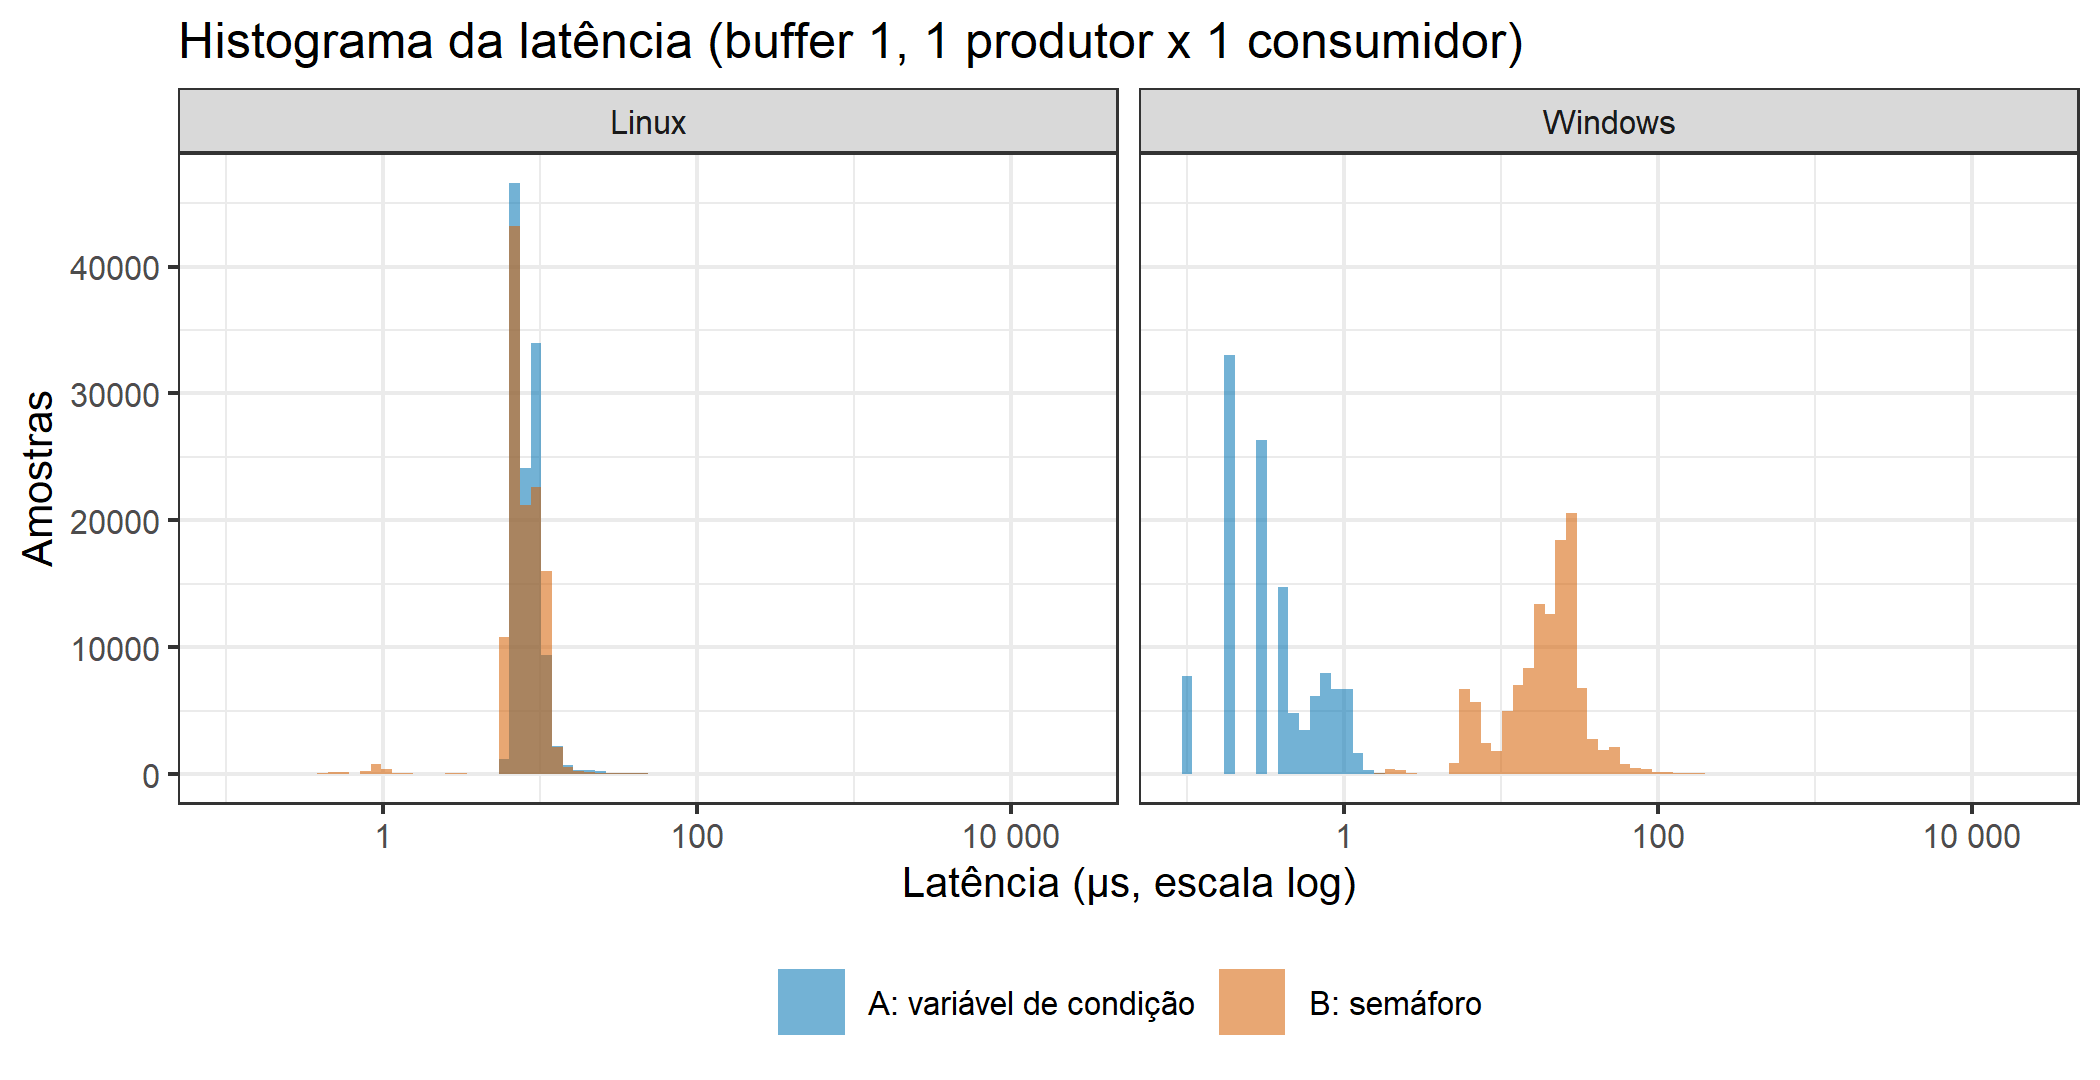 Histograma da latência (buffer 1, 1 produtor x 1 consumidor)
Linux
Windows
Amostras
40000
30000
20000
10000
0
1
100
10 000
1
100
10 000
Latência (µs, escala log)
A: variável de condição
B: semáforo